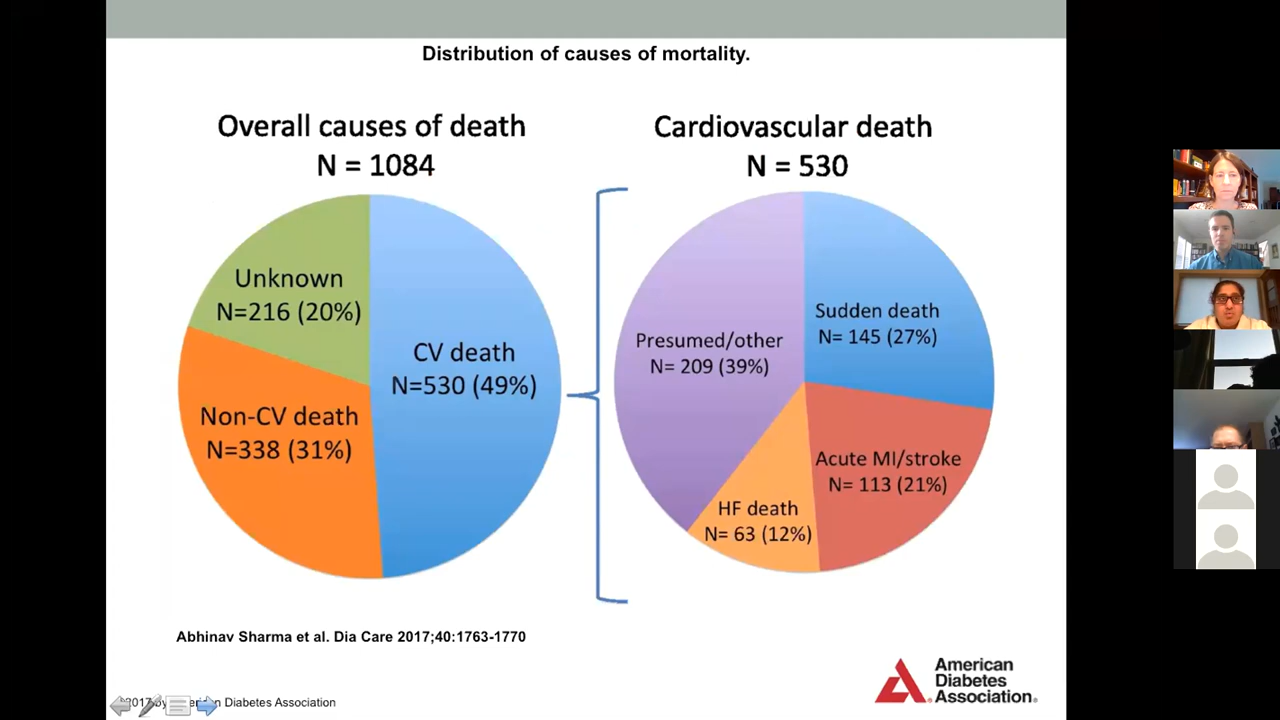 Distribution of causes of mortality.
Overall causes of death
N = 1084
Unknown
N=216 (20%)
CV death
N=530 (49%)
Non-CV death
N=338 (31%)
Cardiovascular death
N = 530
Sudden death
N= 145 (27%)
Presumed/other
N= 209 (39%)
Acute MI/stroke
N= 113 (21%)
HF death
N= 63 (12%)
Abhinav Sharma et al. Dia Care 2017;40:1763-1770
2017 by Diabetes Association
American
Diabetes
Association.